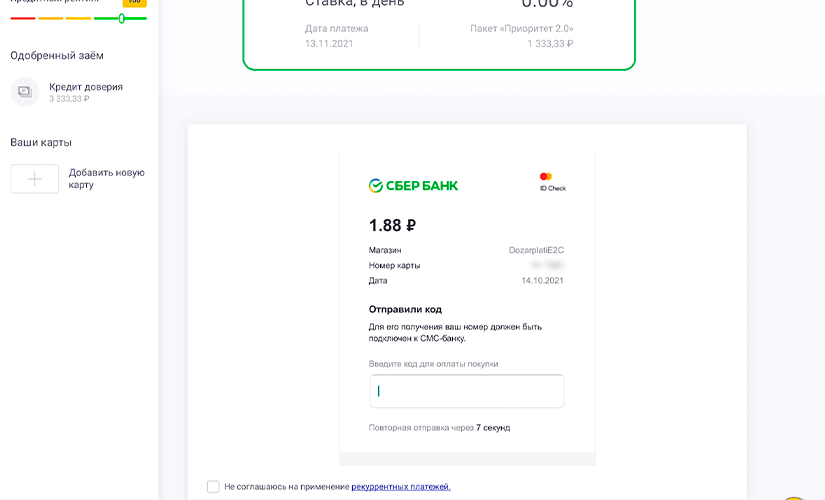 Ставка, в день
0.00%
Дата платежа
13.11.2021
Пакет «Приоритет 2.0»
1 333,33 ₽
Одобренный заём
Кредит доверия
3 333,33 ₽
Ваши карты
Добавить новую
карту
СБЕР БАНК
ID Check
1.88 ₽
Магазин
DozarplatiE2C
Номер карты
Дата
14.10.2021
Отправили код
Для его получения ваш номер должен быть
подключен к СМС-банку.
Введите код для оплаты покупки
Повторная отправка через 7 секунд
Не соглашаюсь на применение рекуррентных платежей.